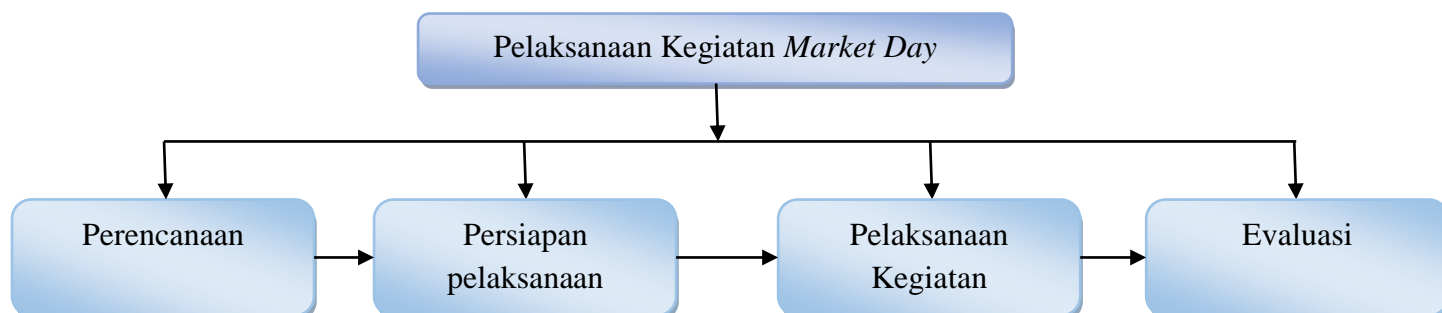 Pelaksanaan Kegiatan Market Day
Perencanaan
Persiapan
pelaksanaan
Pelaksanaan
Kegiatan
Evaluasi